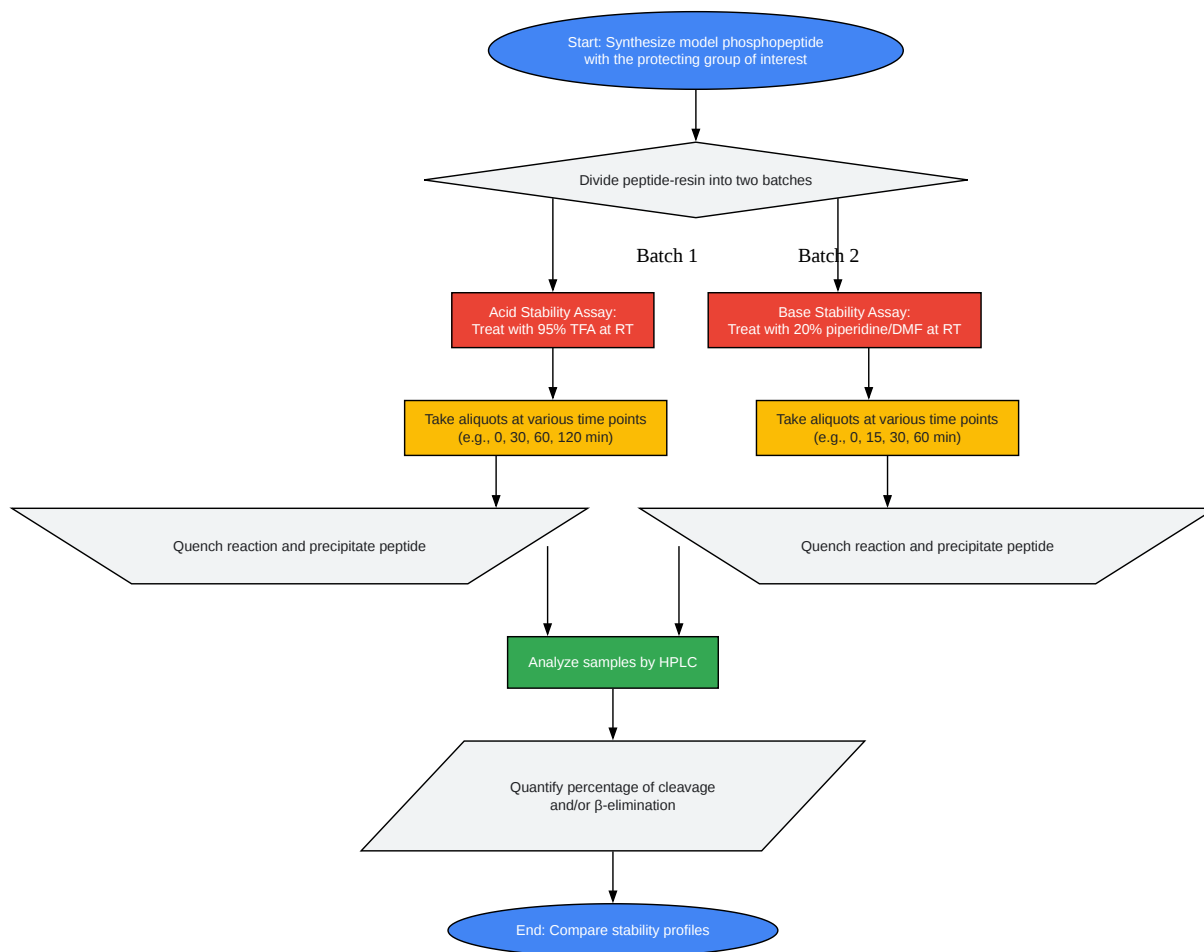 Start: Synthesize model phosphopeptide
with the protecting group of interest
Divide peptide-resin into two batches
Batch 1
Batch 2
Acid Stability Assay:
Treat with 95% TFA at RT
Base Stability Assay:
Treat with 20% piperidine/DMF at RT
Take aliquots at various time points
(e.g., 0, 30, 60, 120 min)
Take aliquots at various time points
(e.g., 0, 15, 30, 60 min)
Quench reaction and precipitate peptide
Quench reaction and precipitate peptide
Analyze samples by HPLC
Quantify percentage of cleavage
and/or β-elimination
End: Compare stability profiles